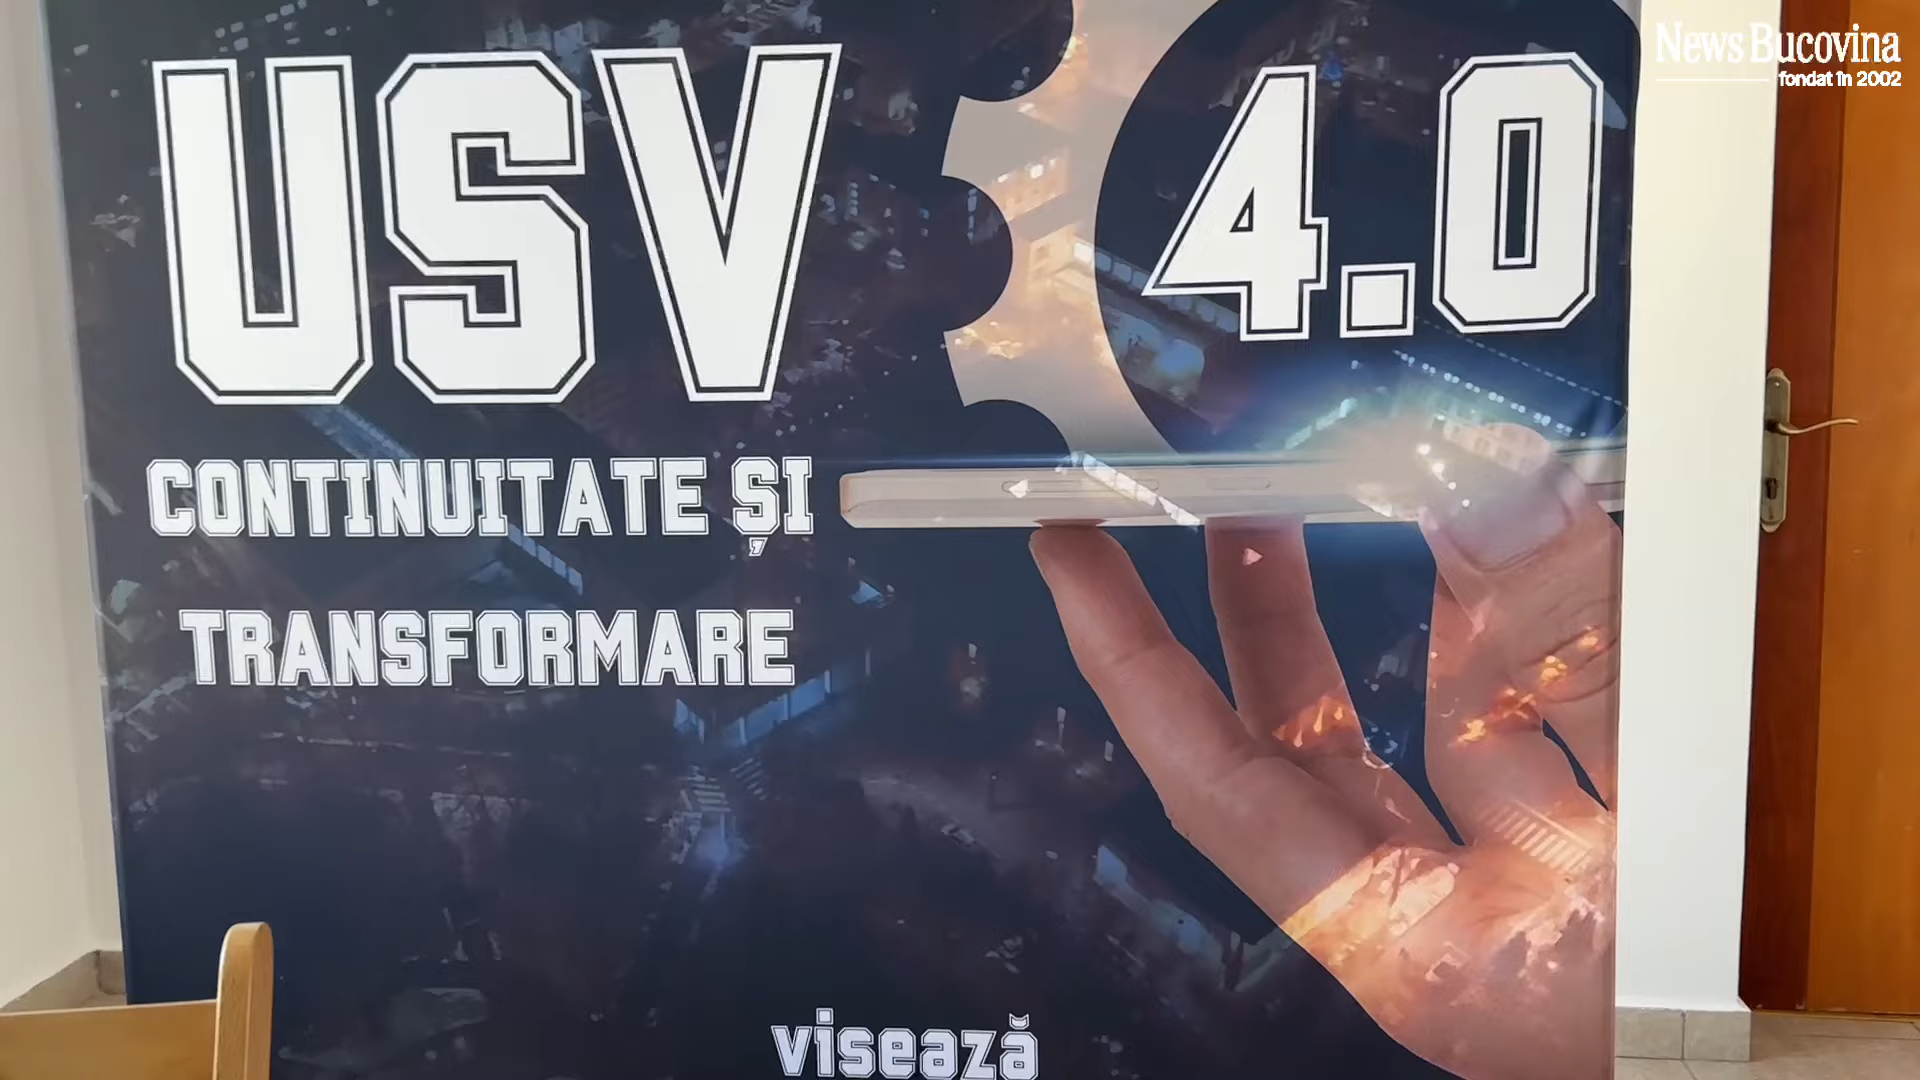 News Bucovina
fondat în 2002
USV 4.0
CONTINUITATE ȘI
TRANSFORMARE
visează